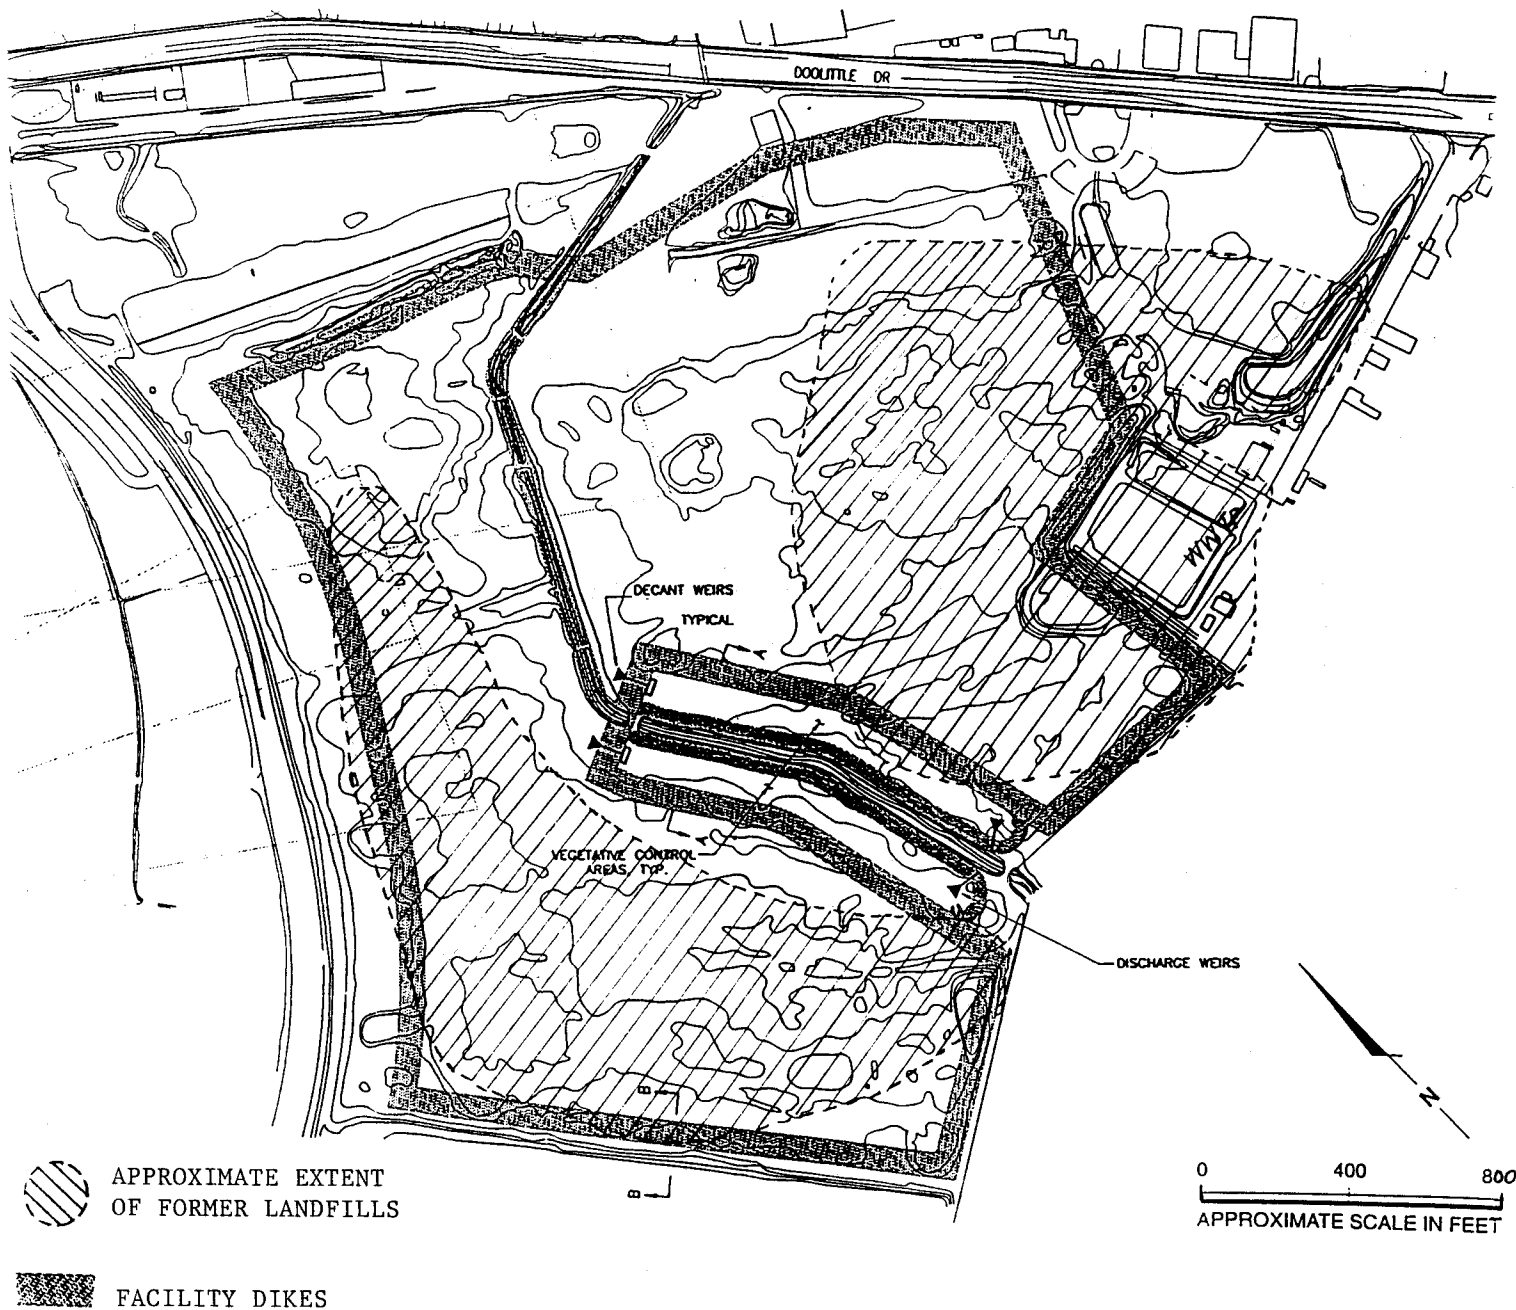 DOOLITTLE DR
DECANT WEIRS
TYPICAL
A
VEGETATIVE CONTROL
AREAS, TYP.
A
DISCHARGE WEIRS
B
B
N
APPROXIMATE EXTENT
OF FORMER LANDFILLS
FACILITY DIKES
0 400 800
APPROXIMATE SCALE IN FEET